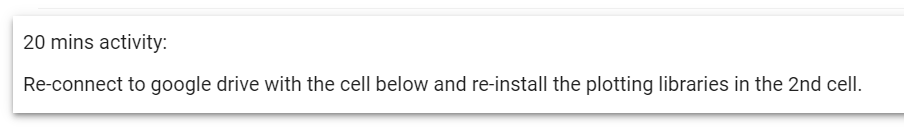 20 mins activity:
Re-connect to google drive with the cell below and re-install the plotting libraries in the 2nd cell.